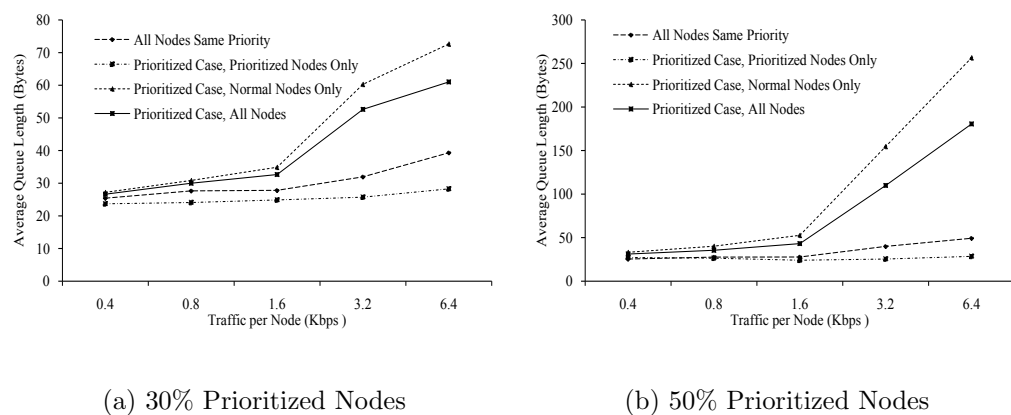 80
70
60
50
40
30
20
10
0
Average Queue Length (Bytes)
All Nodes Same Priority
Prioritized Case, Prioritized Nodes Only
Prioritized Case, Normal Nodes Only
Prioritized Case, All Nodes
0.4 0.8 1.6 3.2 6.4
Traffic per Node (Kbps )
(a) 30% Prioritized Nodes
300
250
200
150
100
50
0
Average Queue Length (Bytes)
All Nodes Same Priority
Prioritized Case, Prioritized Nodes Only
Prioritized Case, Normal Nodes Only
Prioritized Case, All Nodes
0.4 0.8 1.6 3.2 6.4
Traffic per Node (Kbps )
(b) 50% Prioritized Nodes